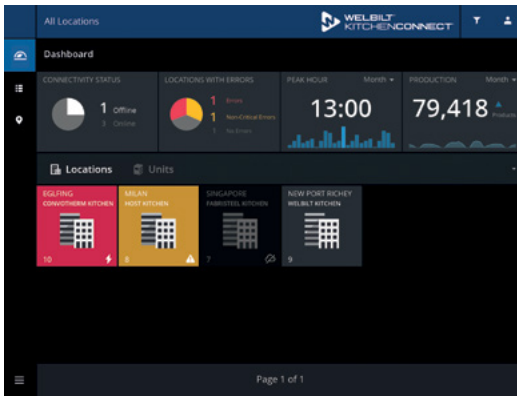 All Locations
WELBILT
KITCHENCONNECT
Dashboard
CONNECTIVITY STATUS
1 Offline
3 Online
LOCATIONS WITH ERRORS
1 Errors
1 Non-Critical Errors
1 No Errors
PEAK HOUR Month
13:00
PRODUCTION Month
79,418 Products
Locations Units
EGLFING
CONVOTHERM KITCHEN
10
MILAN
HOST KITCHEN
8
SINGAPORE
FABRISTEEL KITCHEN
7
NEW PORT RICHEY
WELBILT KITCHEN
9
Page 1 of 1